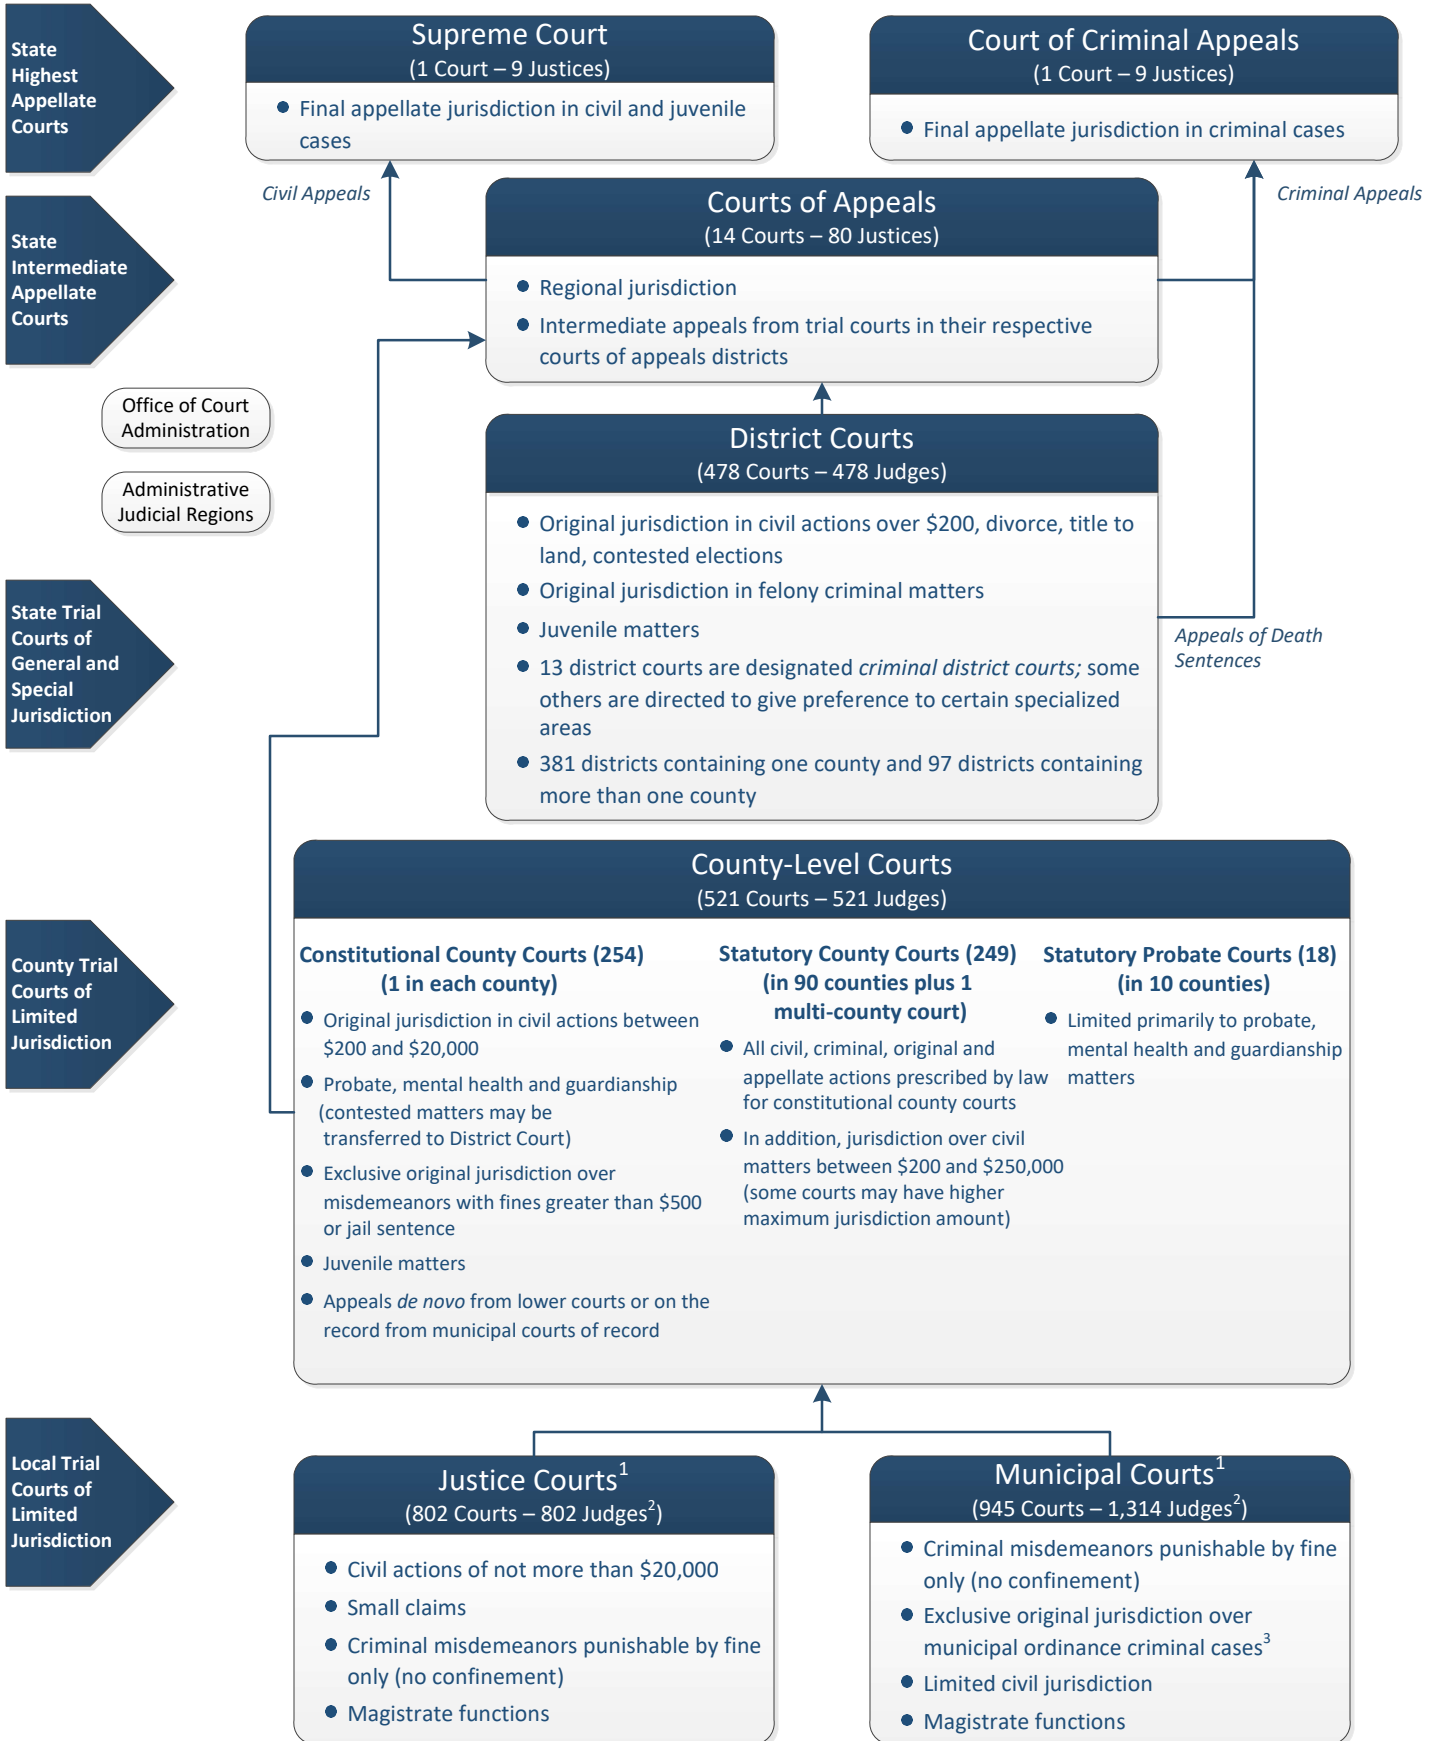 State
Highest
Appellate
Courts
Supreme Court
(1 Court – 9 Justices)
● Final appellate jurisdiction in civil and juvenile
cases
Court of Criminal Appeals
(1 Court – 9 Justices)
● Final appellate jurisdiction in criminal cases
Civil Appeals
Criminal Appeals
State
Intermediate
Appellate
Courts
Courts of Appeals
(14 Courts – 80 Justices)
● Regional jurisdiction
● Intermediate appeals from trial courts in their respective
courts of appeals districts
Office of Court
Administration
Administrative
Judicial Regions
State Trial
Courts of
General and
Special
Jurisdiction
District Courts
(478 Courts – 478 Judges)
● Original jurisdiction in civil actions over $200, divorce, title to
land, contested elections
● Original jurisdiction in felony criminal matters
● Juvenile matters
● 13 district courts are designated criminal district courts; some
others are directed to give preference to certain specialized
areas
● 381 districts containing one county and 97 districts containing
more than one county
Appeals of Death
Sentences
County Trial
Courts of
Limited
Jurisdiction
County-Level Courts
(521 Courts – 521 Judges)
Constitutional County Courts (254)
(1 in each county)
● Original jurisdiction in civil actions between
$200 and $20,000
● Probate, mental health and guardianship
(contested matters may be
transferred to District Court)
● Exclusive original jurisdiction over
misdemeanors with fines greater than $500
or jail sentence
● Juvenile matters
● Appeals de novo from lower courts or on the
record from municipal courts of record
Statutory County Courts (249)
(in 90 counties plus 1
multi-county court)
● All civil, criminal, original and
appellate actions prescribed by law
for constitutional county courts
● In addition, jurisdiction over civil
matters between $200 and $250,000
(some courts may have higher
maximum jurisdiction amount)
Statutory Probate Courts (18)
(in 10 counties)
● Limited primarily to probate,
mental health and guardianship
matters
Local Trial
Courts of
Limited
Jurisdiction
Justice Courts¹
(802 Courts – 802 Judges²)
● Civil actions of not more than $20,000
● Small claims
● Criminal misdemeanors punishable by fine
only (no confinement)
● Magistrate functions
Municipal Courts¹
(945 Courts – 1,314 Judges²)
● Criminal misdemeanors punishable by fine
only (no confinement)
● Exclusive original jurisdiction over
municipal ordinance criminal cases³
● Limited civil jurisdiction
● Magistrate functions